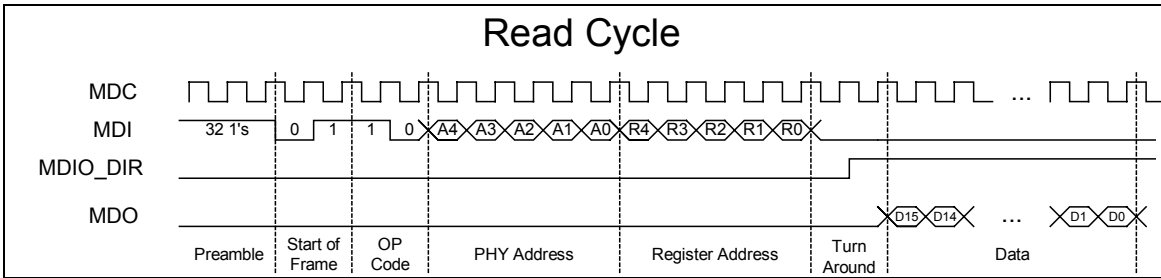 Read Cycle
MDC ...
MDI 32 1's 0 1 1 0 A4 A3 A2 A1 A0 R4 R3 R2 R1 R0
MDIO_DIR
MDO D15 D14 ... D1 D0
Preamble Start of Frame OP Code PHY Address Register Address Turn Around Data